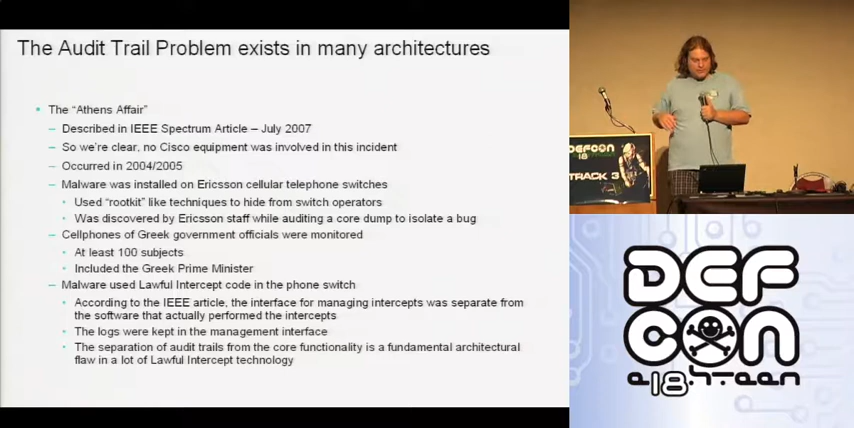 The Audit Trail Problem exists in many architectures
• The “Athens Affair”
– Described in IEEE Spectrum Article – July 2007
– So we're clear, no Cisco equipment was involved in this incident
– Occurred in 2004/2005
– Malware was installed on Ericsson cellular telephone switches
• Used “rootkit” like techniques to hide from switch operators
• Was discovered by Ericsson staff while auditing a core dump to isolate a bug
– Cellphones of Greek government officials were monitored
• At least 100 subjects
• Included the Greek Prime Minister
– Malware used Lawful Intercept code in the phone switch
• According to the IEEE article, the interface for managing intercepts was separate from
the software that actually performed the intercepts
• The logs were kept in the management interface
• The separation of audit trails from the core functionality is a fundamental architectural
flaw in a lot of Lawful Intercept technology
DEFCON
18
TRACK 3
DEF
CON
e18h.teen